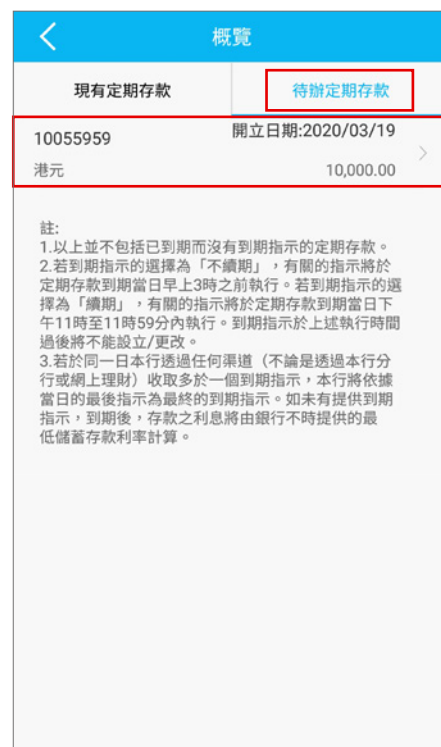 概覽
現有定期存款 待辦定期存款
10055959 開立日期:2020/03/19
港元 10,000.00
註:
1.以上並不包括已到期而沒有到期指示的定期存款。
2.若到期指示的選擇為「不續期」，有關的指示將於
定期存款到期當日早上3時之前執行。若到期指示的選
擇為「續期」，有關的指示將於定期存款到期當日下
午11時至11時59分內執行。到期指示於上述執行時間
過後將不能設立/更改。
3.若於同一日本行透過任何渠道（不論是透過本行分
行或網上理財）收取多於一個到期指示，本行將依據
當日的最後指示為最終的到期指示。如未有提供到期
指示，到期後，存款之利息將由銀行不時提供的最
低儲蓄存款利率計算。